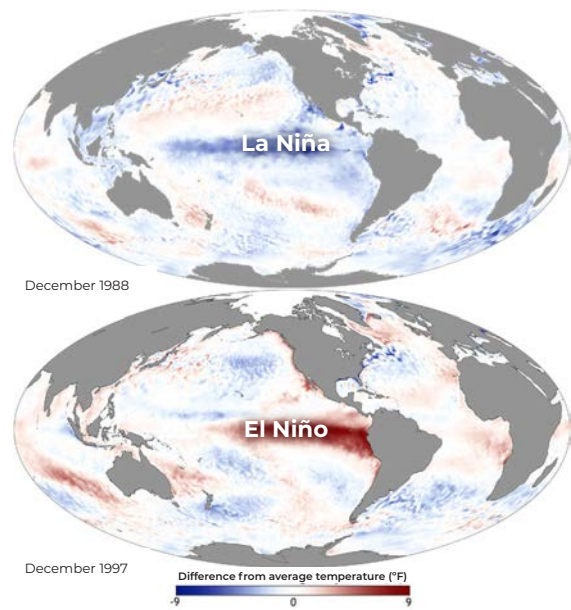 La Niña
December 1988
El Niño
December 1997
Difference from average temperature (°F)
-9 0 9